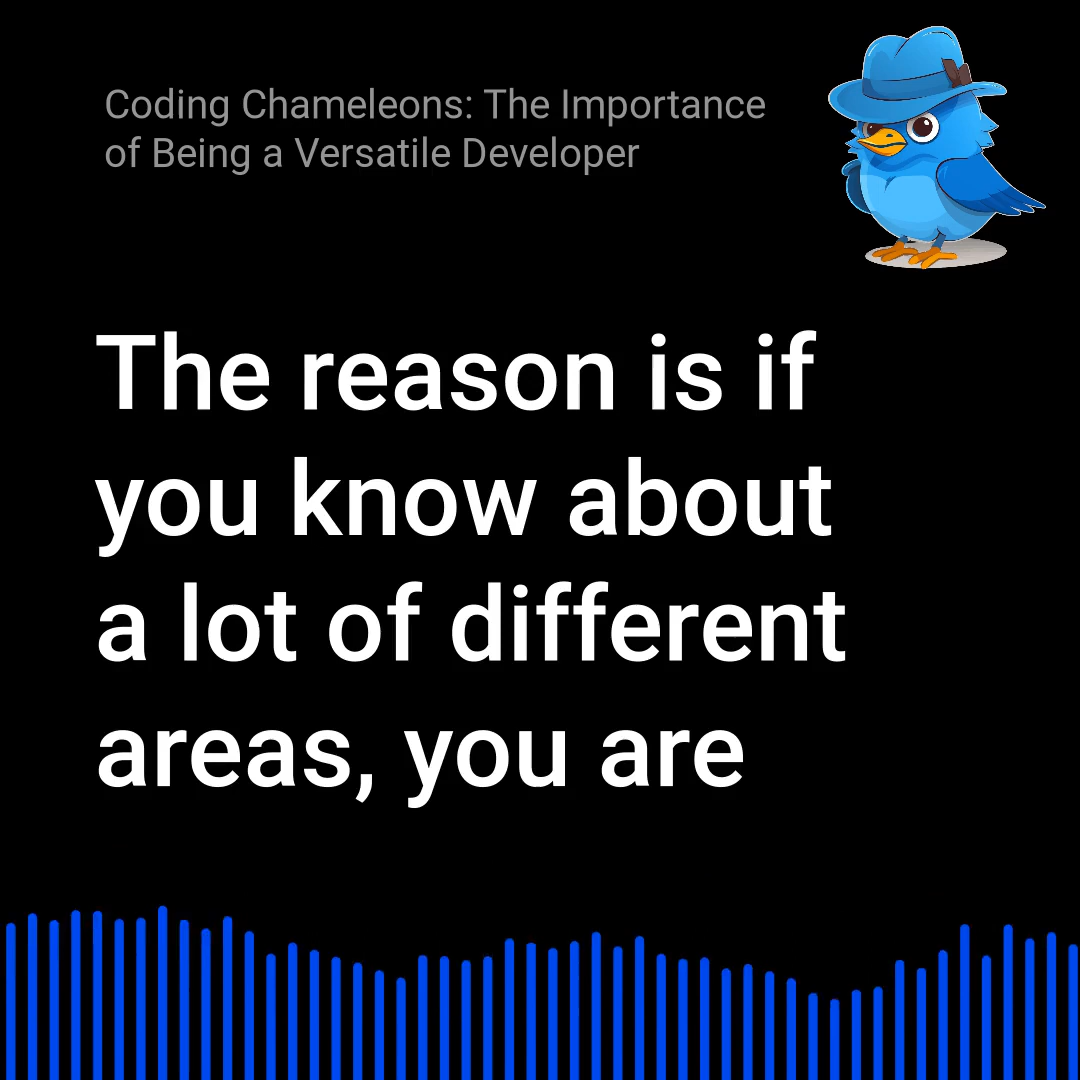 Coding Chameleons: The Importance
of Being a Versatile Developer
The reason is if
you know about
a lot of different
areas, you are